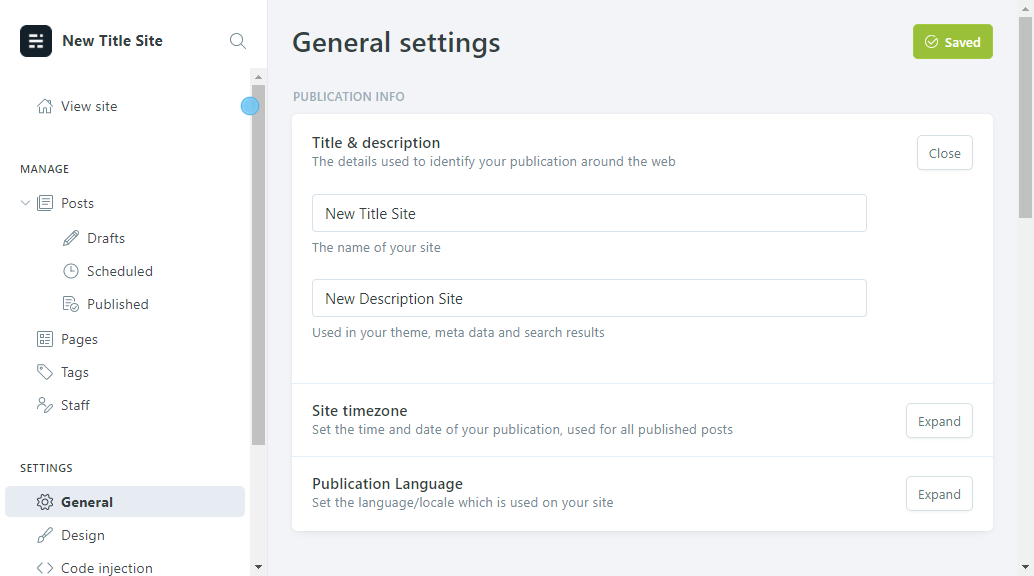 New Title Site
View site
MANAGE
Posts
Drafts
Scheduled
Published
Pages
Tags
Staff
SETTINGS
General
Design
Code injection
General settings
Saved
PUBLICATION INFO
Title & description
The details used to identify your publication around the web
Close
New Title Site
The name of your site
New Description Site
Used in your theme, meta data and search results
Site timezone
Set the time and date of your publication, used for all published posts
Expand
Publication Language
Set the language/locale which is used on your site
Expand